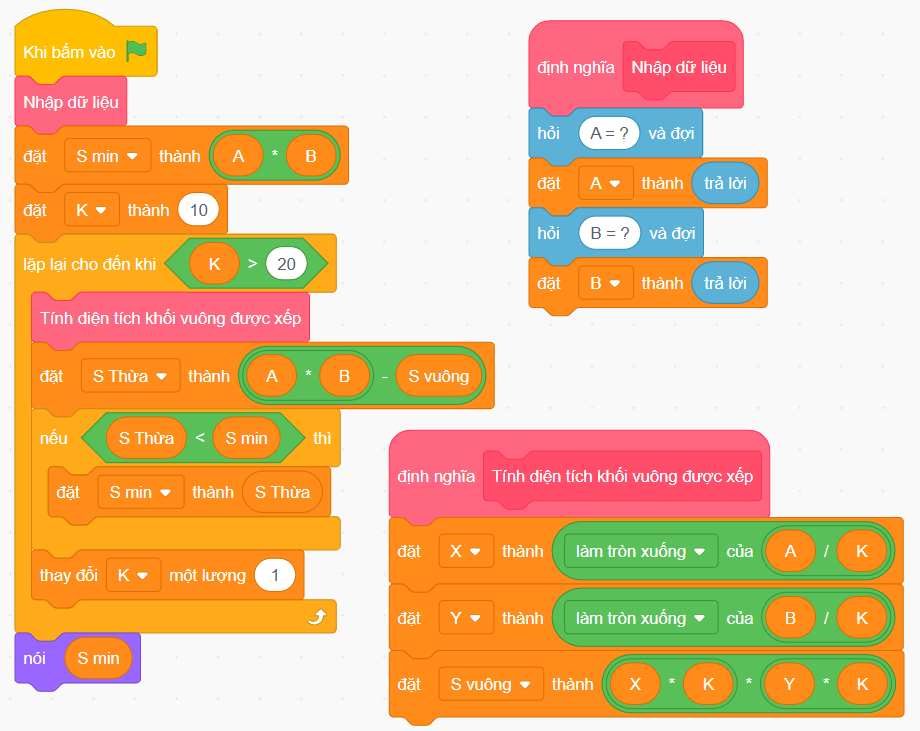 Khi bấm vào
Nhập dữ liệu
đặt S min thành A * B
đặt K thành 10
lặp lại cho đến khi K > 20
Tính diện tích khối vuông được xếp
đặt S Thừa thành A * B - S vuông
nếu S Thừa < S min thì
đặt S min thành S Thừa
thay đổi K một lượng 1
nói S min
định nghĩa Nhập dữ liệu
hỏi A = ? và đợi
đặt A thành trả lời
hỏi B = ? và đợi
đặt B thành trả lời
định nghĩa Tính diện tích khối vuông được xếp
đặt X thành làm tròn xuống của A / K
đặt Y thành làm tròn xuống của B / K
đặt S vuông thành X * K * Y * K